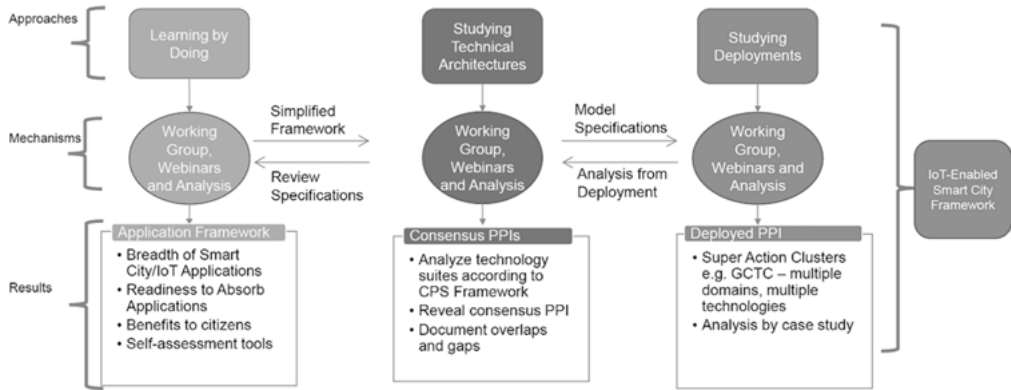 Approaches
Learning by
Doing
Studying
Technical
Architectures
Studying
Deployments
Mechanisms
Working
Group,
Webinars
and Analysis
Simplified
Framework
Review
Specifications
Working
Group,
Webinars
and Analysis
Model
Specifications
Analysis from
Deployment
Working
Group,
Webinars
and Analysis
IoT-Enabled
Smart City
Framework
Results
Application Framework
• Breadth of Smart
City/IoT Applications
• Readiness to Absorb
Applications
• Benefits to citizens
• Self-assessment tools
Consensus PPIs
• Analyze technology
suites according to
CPS Framework
• Reveal consensus PPI
• Document overlaps
and gaps
Deployed PPI
• Super Action Clusters
e.g. GCTC – multiple
domains, multiple
technologies
• Analysis by case study